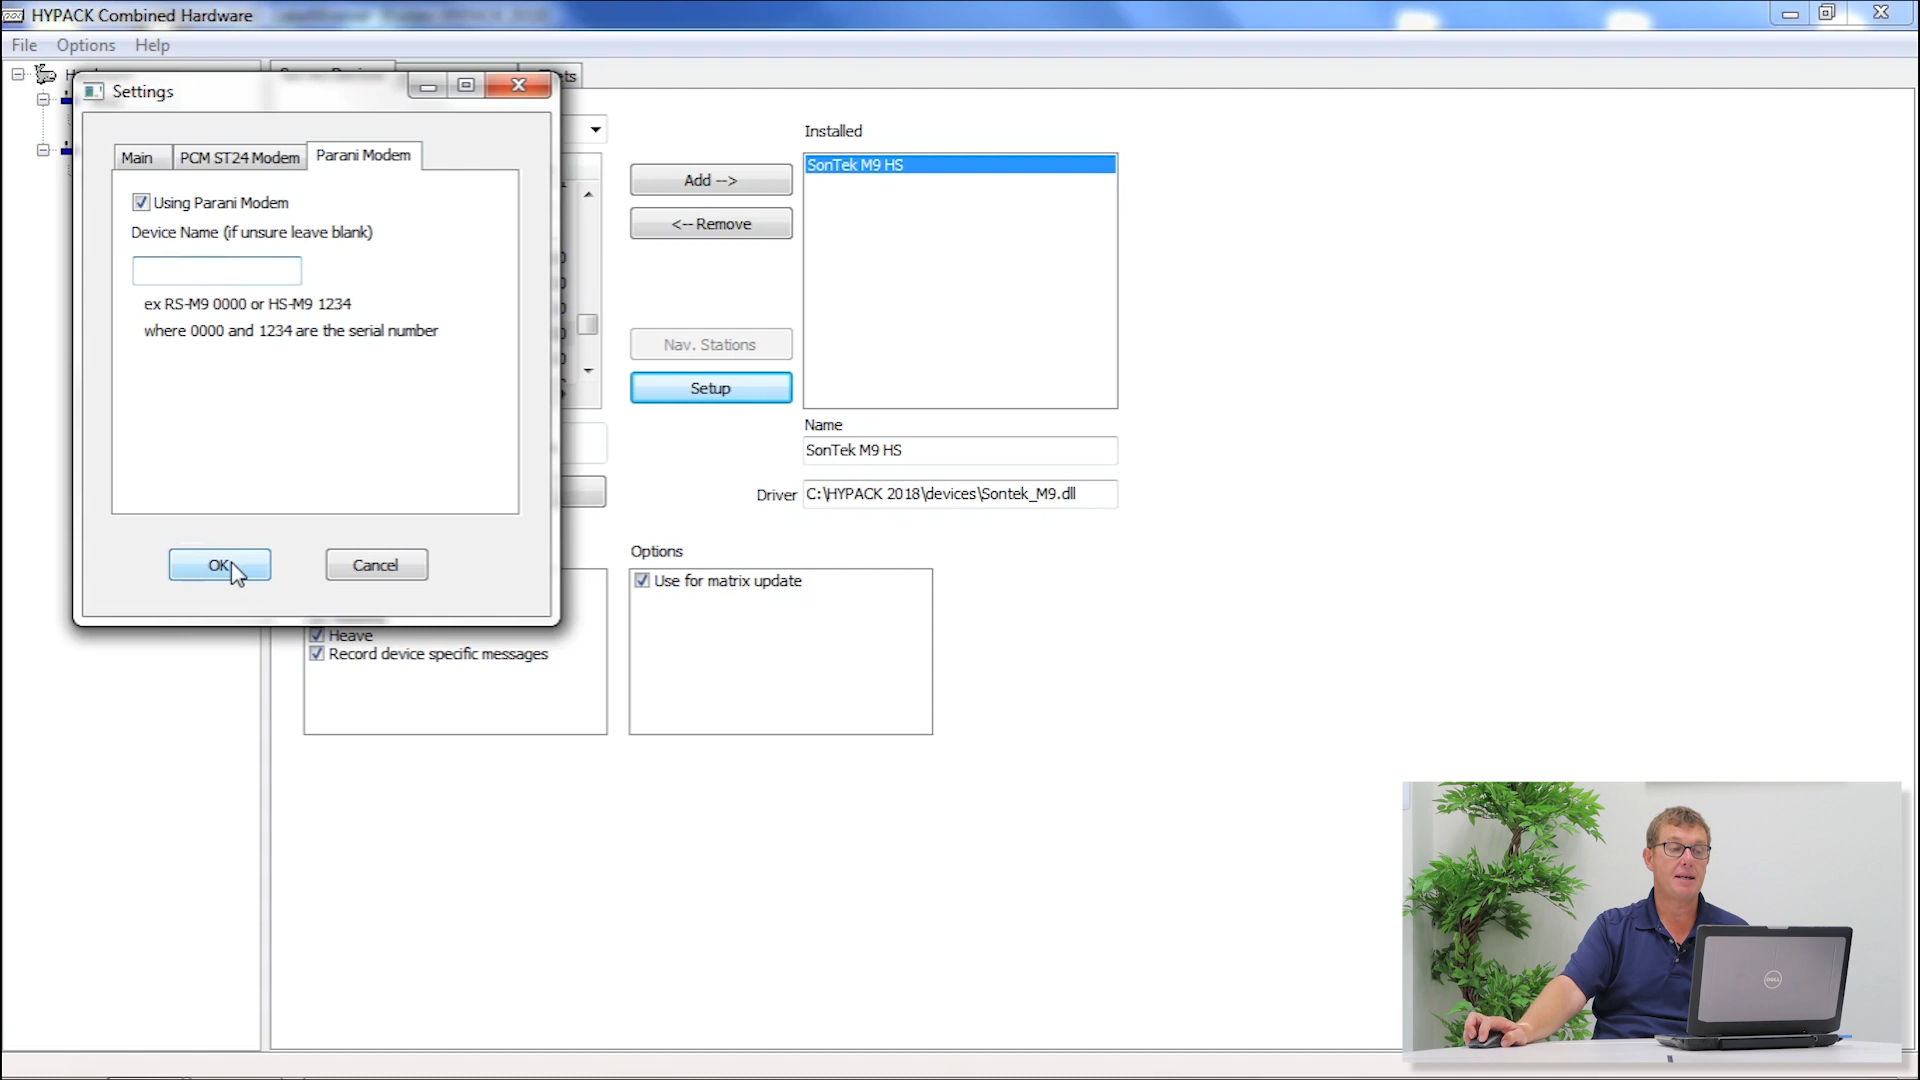 HYPACK Combined Hardware
File Options Help
Settings
Main
PCM ST24 Modem
Parani Modem
Using Parani Modem
Device Name (if unsure leave blank)
ex RS-M9 0000 or HS-M9 1234
where 0000 and 1234 are the serial number
OK
Cancel
Add -->
<-- Remove
Nav. Stations
Setup
Installed
SonTek M9 HS
Name
SonTek M9 HS
Driver C:\HYPACK 2018\devices\Sontek_M9.dll
Options
Use for matrix update
Heave
Record device specific messages
DELL